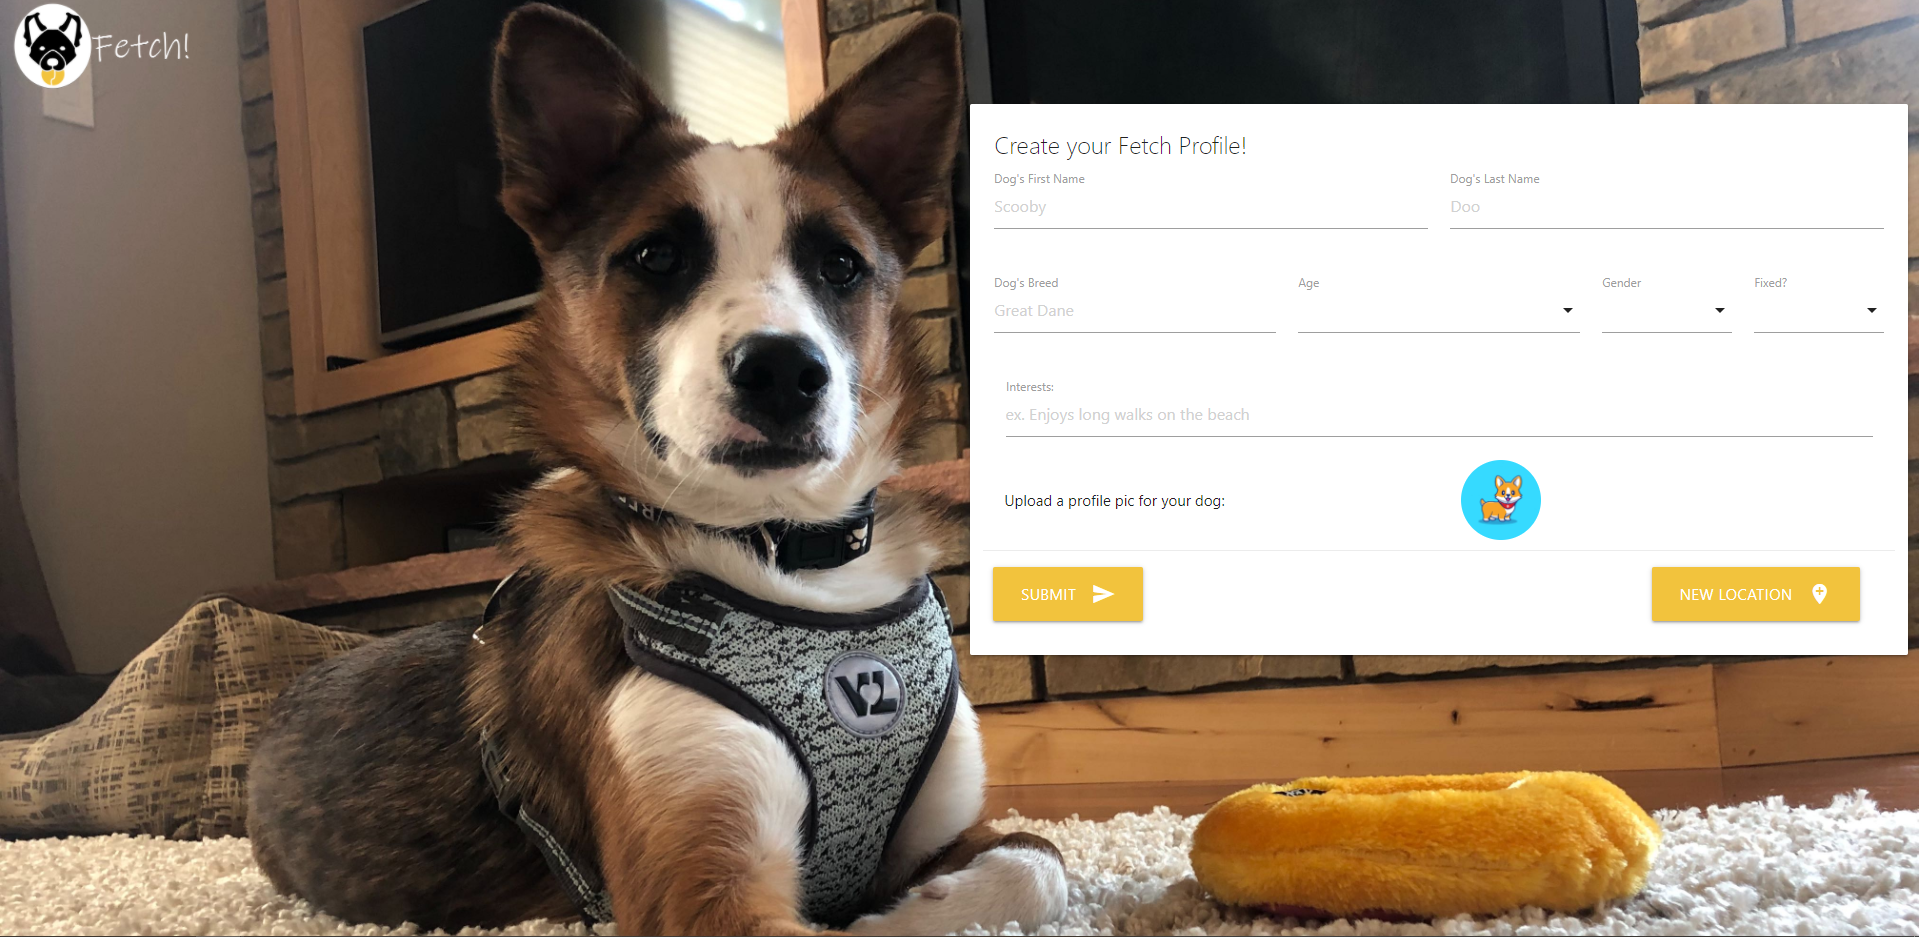 Fetch!
Create your Fetch Profile!
Dog's First Name Dog's Last Name
Scooby Doo
Dog's Breed Age Gender Fixed?
Great Dane
Interests:
ex. Enjoys long walks on the beach
Upload a profile pic for your dog:
SUBMIT NEW LOCATION
VL